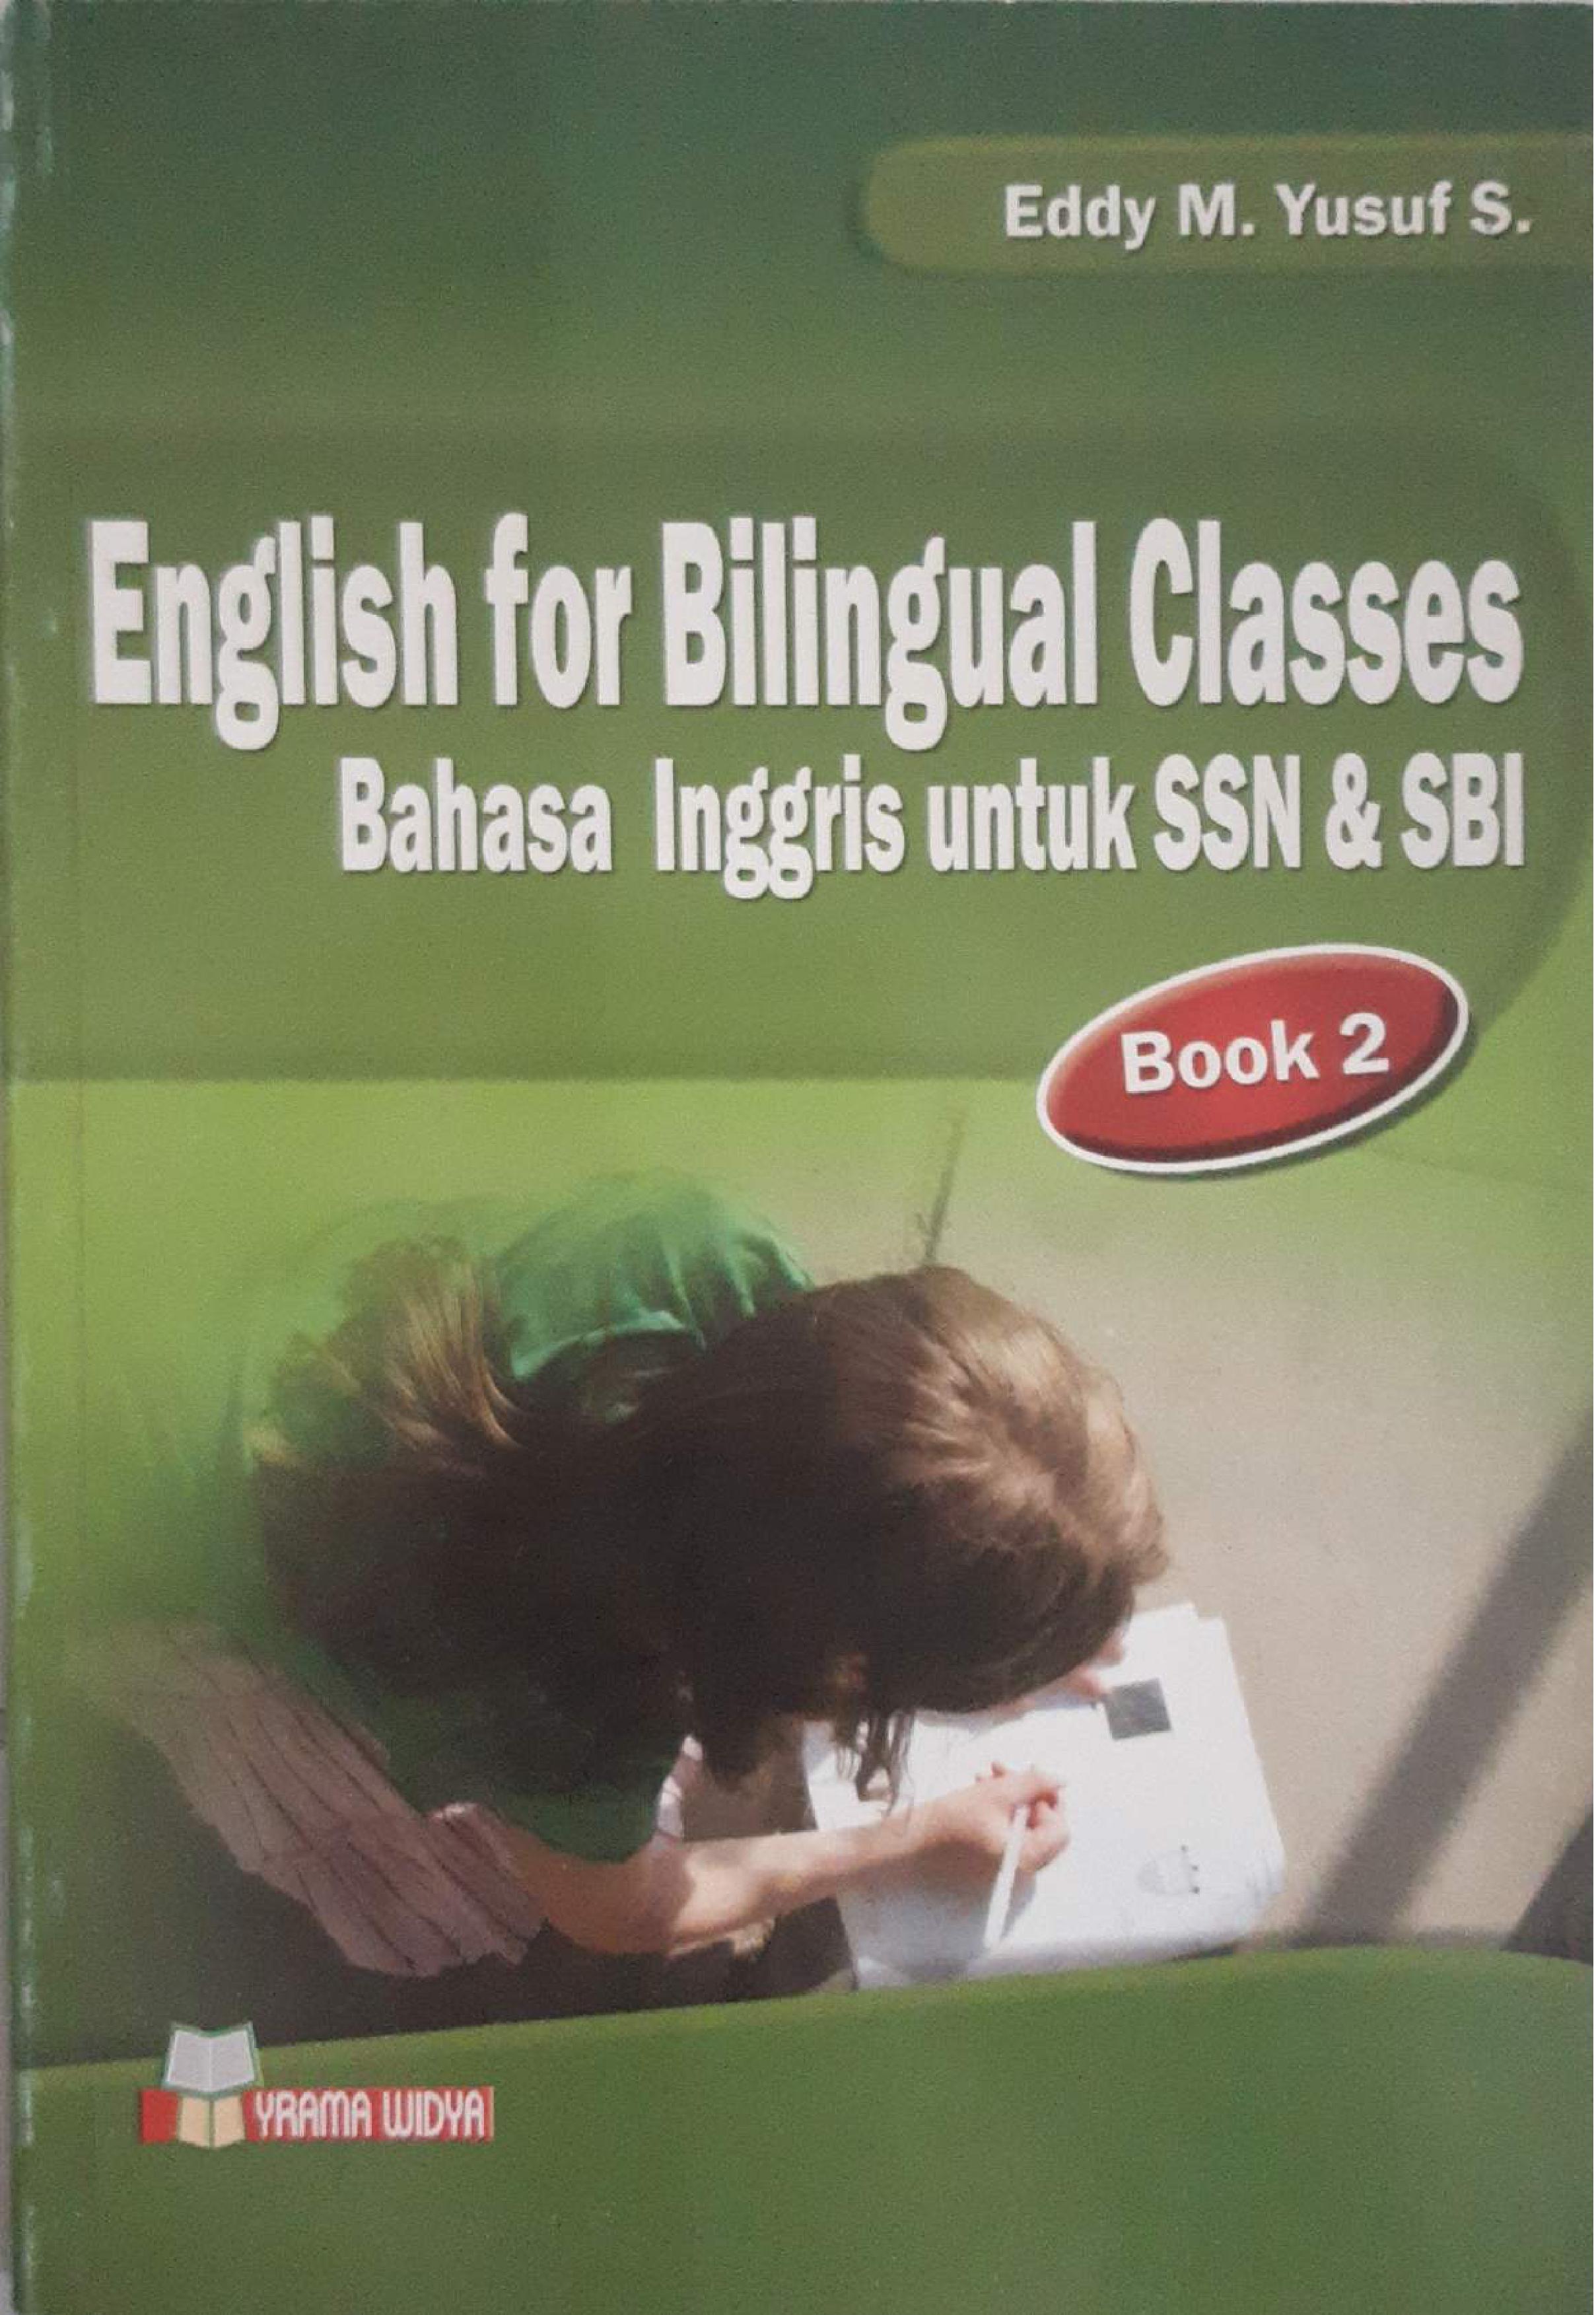 Eddy M. Yusuf S.
English for Bilingual Classes
Bahasa Inggris untuk SSN & SBI
Book 2
YRAMA WIDYA